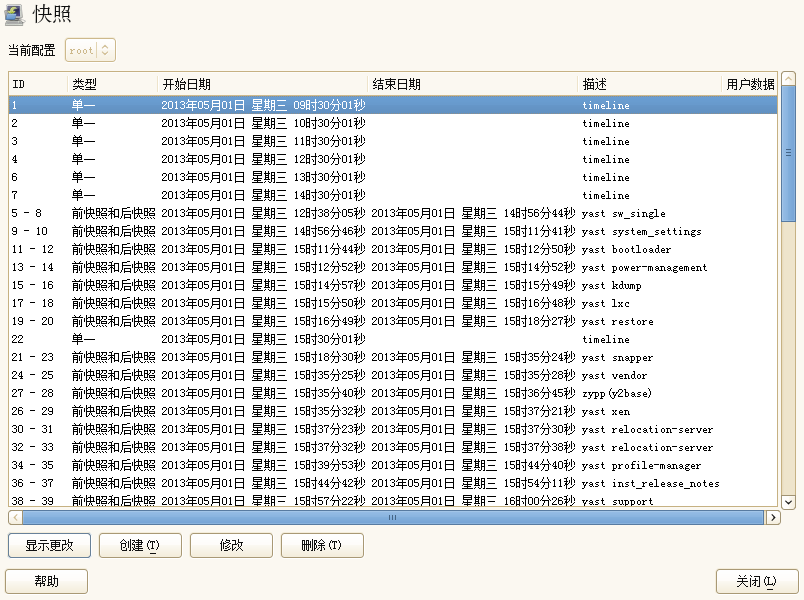 快照
当前配置 root
ID 类型 开始日期 结束日期 描述 用户数据
1 单一 2013年05月01日 星期三 09时30分01秒 timeline
2 单一 2013年05月01日 星期三 10时30分01秒 timeline
3 单一 2013年05月01日 星期三 11时30分01秒 timeline
4 单一 2013年05月01日 星期三 12时30分01秒 timeline
6 单一 2013年05月01日 星期三 13时30分01秒 timeline
7 单一 2013年05月01日 星期三 14时30分01秒 timeline
5 - 8 前快照和后快照 2013年05月01日 星期三 12时38分05秒 2013年05月01日 星期三 14时56分44秒 yast sw_single
9 - 10 前快照和后快照 2013年05月01日 星期三 14时56分46秒 2013年05月01日 星期三 15时11分41秒 yast system_settings
11 - 12 前快照和后快照 2013年05月01日 星期三 15时11分44秒 2013年05月01日 星期三 15时12分50秒 yast bootloader
13 - 14 前快照和后快照 2013年05月01日 星期三 15时12分52秒 2013年05月01日 星期三 15时14分52秒 yast power-management
15 - 16 前快照和后快照 2013年05月01日 星期三 15时14分57秒 2013年05月01日 星期三 15时15分49秒 yast kdump
17 - 18 前快照和后快照 2013年05月01日 星期三 15时15分50秒 2013年05月01日 星期三 15时16分48秒 yast lxc
19 - 20 前快照和后快照 2013年05月01日 星期三 15时16分49秒 2013年05月01日 星期三 15时18分27秒 yast restore
22 单一 2013年05月01日 星期三 15时30分01秒 timeline
21 - 23 前快照和后快照 2013年05月01日 星期三 15时18分30秒 2013年05月01日 星期三 15时35分24秒 yast snapper
24 - 25 前快照和后快照 2013年05月01日 星期三 15时35分25秒 2013年05月01日 星期三 15时35分28秒 yast vendor
27 - 28 前快照和后快照 2013年05月01日 星期三 15时35分40秒 2013年05月01日 星期三 15时36分45秒 zypp(y2base)
26 - 29 前快照和后快照 2013年05月01日 星期三 15时35分32秒 2013年05月01日 星期三 15时37分21秒 yast xen
30 - 31 前快照和后快照 2013年05月01日 星期三 15时37分23秒 2013年05月01日 星期三 15时37分30秒 yast relocation-server
32 - 33 前快照和后快照 2013年05月01日 星期三 15时37分32秒 2013年05月01日 星期三 15时37分38秒 yast relocation-server
34 - 35 前快照和后快照 2013年05月01日 星期三 15时39分53秒 2013年05月01日 星期三 15时44分40秒 yast profile-manager
36 - 37 前快照和后快照 2013年05月01日 星期三 15时44分42秒 2013年05月01日 星期三 15时54分11秒 yast inst_release_notes
38 - 39 前快照和后快照 2013年05月01日 星期三 15时57分22秒 2013年05月01日 星期三 16时00分26秒 yast support
显示更改 创建(T) 修改 删除(T)
帮助 关闭(L)